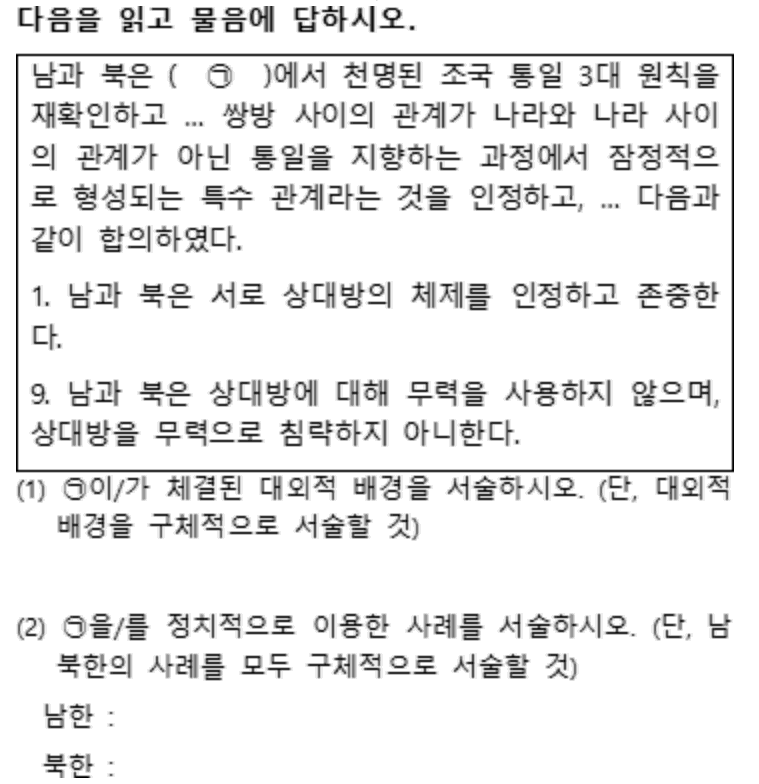 다음을 읽고 물음에 답하시오.
남과 북은 ( ㉠ )에서 천명된 조국 통일 3대 원칙을
재확인하고 ... 쌍방 사이의 관계가 나라와 나라 사이
의 관계가 아닌 통일을 지향하는 과정에서 잠정적으
로 형성되는 특수 관계라는 것을 인정하고, ... 다음과
같이 합의하였다.
1. 남과 북은 서로 상대방의 체제를 인정하고 존중한
다.
9. 남과 북은 상대방에 대해 무력을 사용하지 않으며,
상대방을 무력으로 침략하지 아니한다.
(1) ㉠이/가 체결된 대외적 배경을 서술하시오. (단, 대외적
배경을 구체적으로 서술할 것)
(2) ㉠을/를 정치적으로 이용한 사례를 서술하시오. (단, 남
북한의 사례를 모두 구체적으로 서술할 것)
남한 :
북한 :